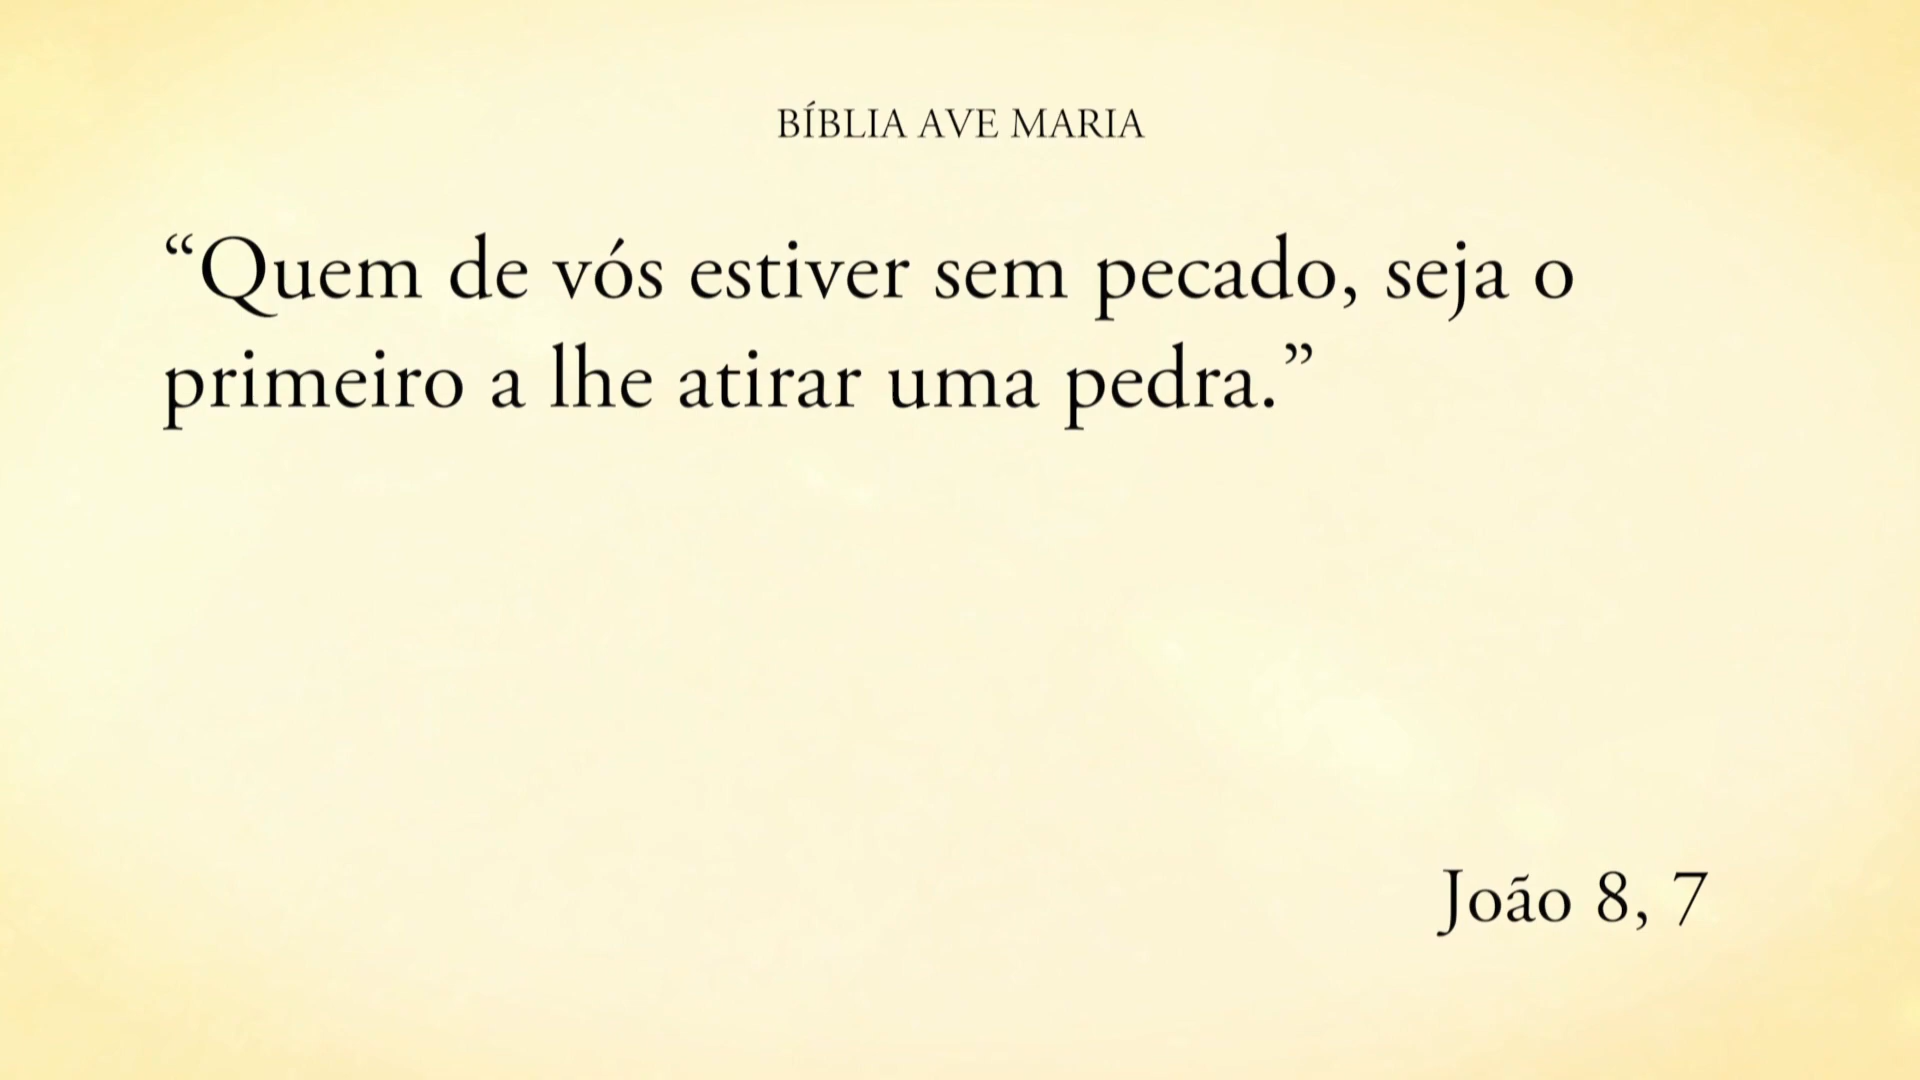 BÍBLIA AVE MARIA
“Quem de vós estiver sem pecado, seja o
primeiro a lhe atirar uma pedra.”
João 8, 7